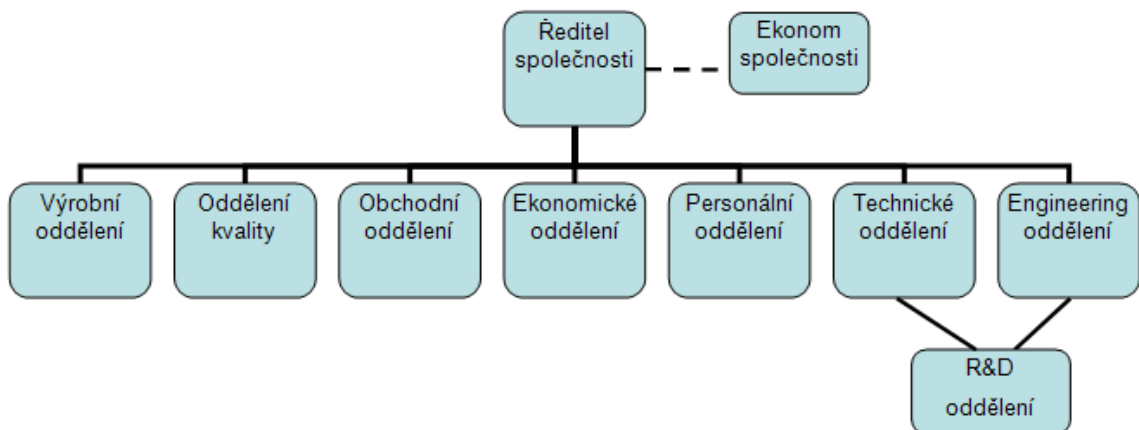 Ředitel
společnosti
Ekonom
společnosti
Výrobní
oddělení
Oddělení
kvality
Obchodní
oddělení
Ekonomické
oddělení
Personální
oddělení
Technické
oddělení
Engineering
oddělení
R&D
oddělení